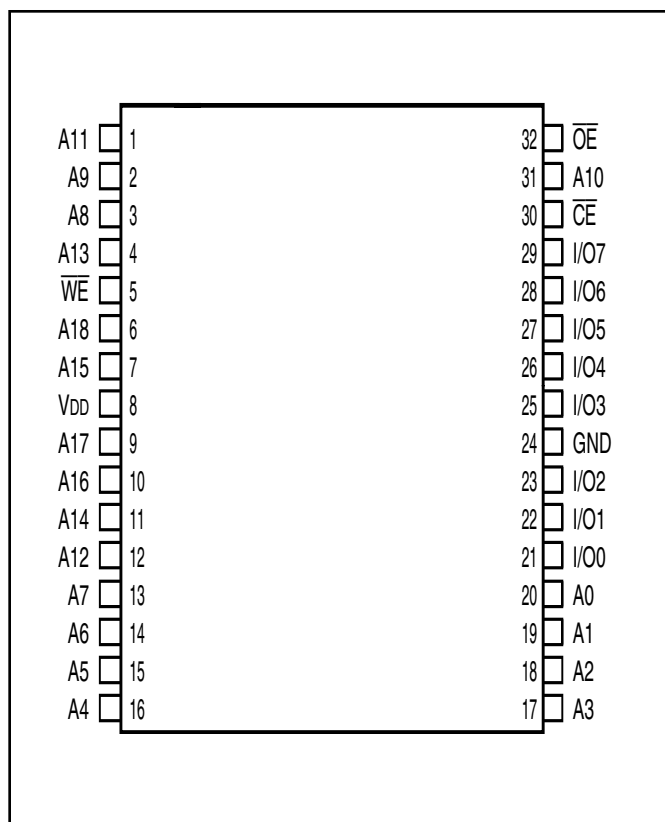 A11 1 32 O̅E̅
A9 2 31 A10
A8 3 30 C̅E̅
A13 4 29 I/O7
W̅E̅ 5 28 I/O6
A18 6 27 I/O5
A15 7 26 I/O4
VDD 8 25 I/O3
A17 9 24 GND
A16 10 23 I/O2
A14 11 22 I/O1
A12 12 21 I/O0
A7 13 20 A0
A6 14 19 A1
A5 15 18 A2
A4 16 17 A3